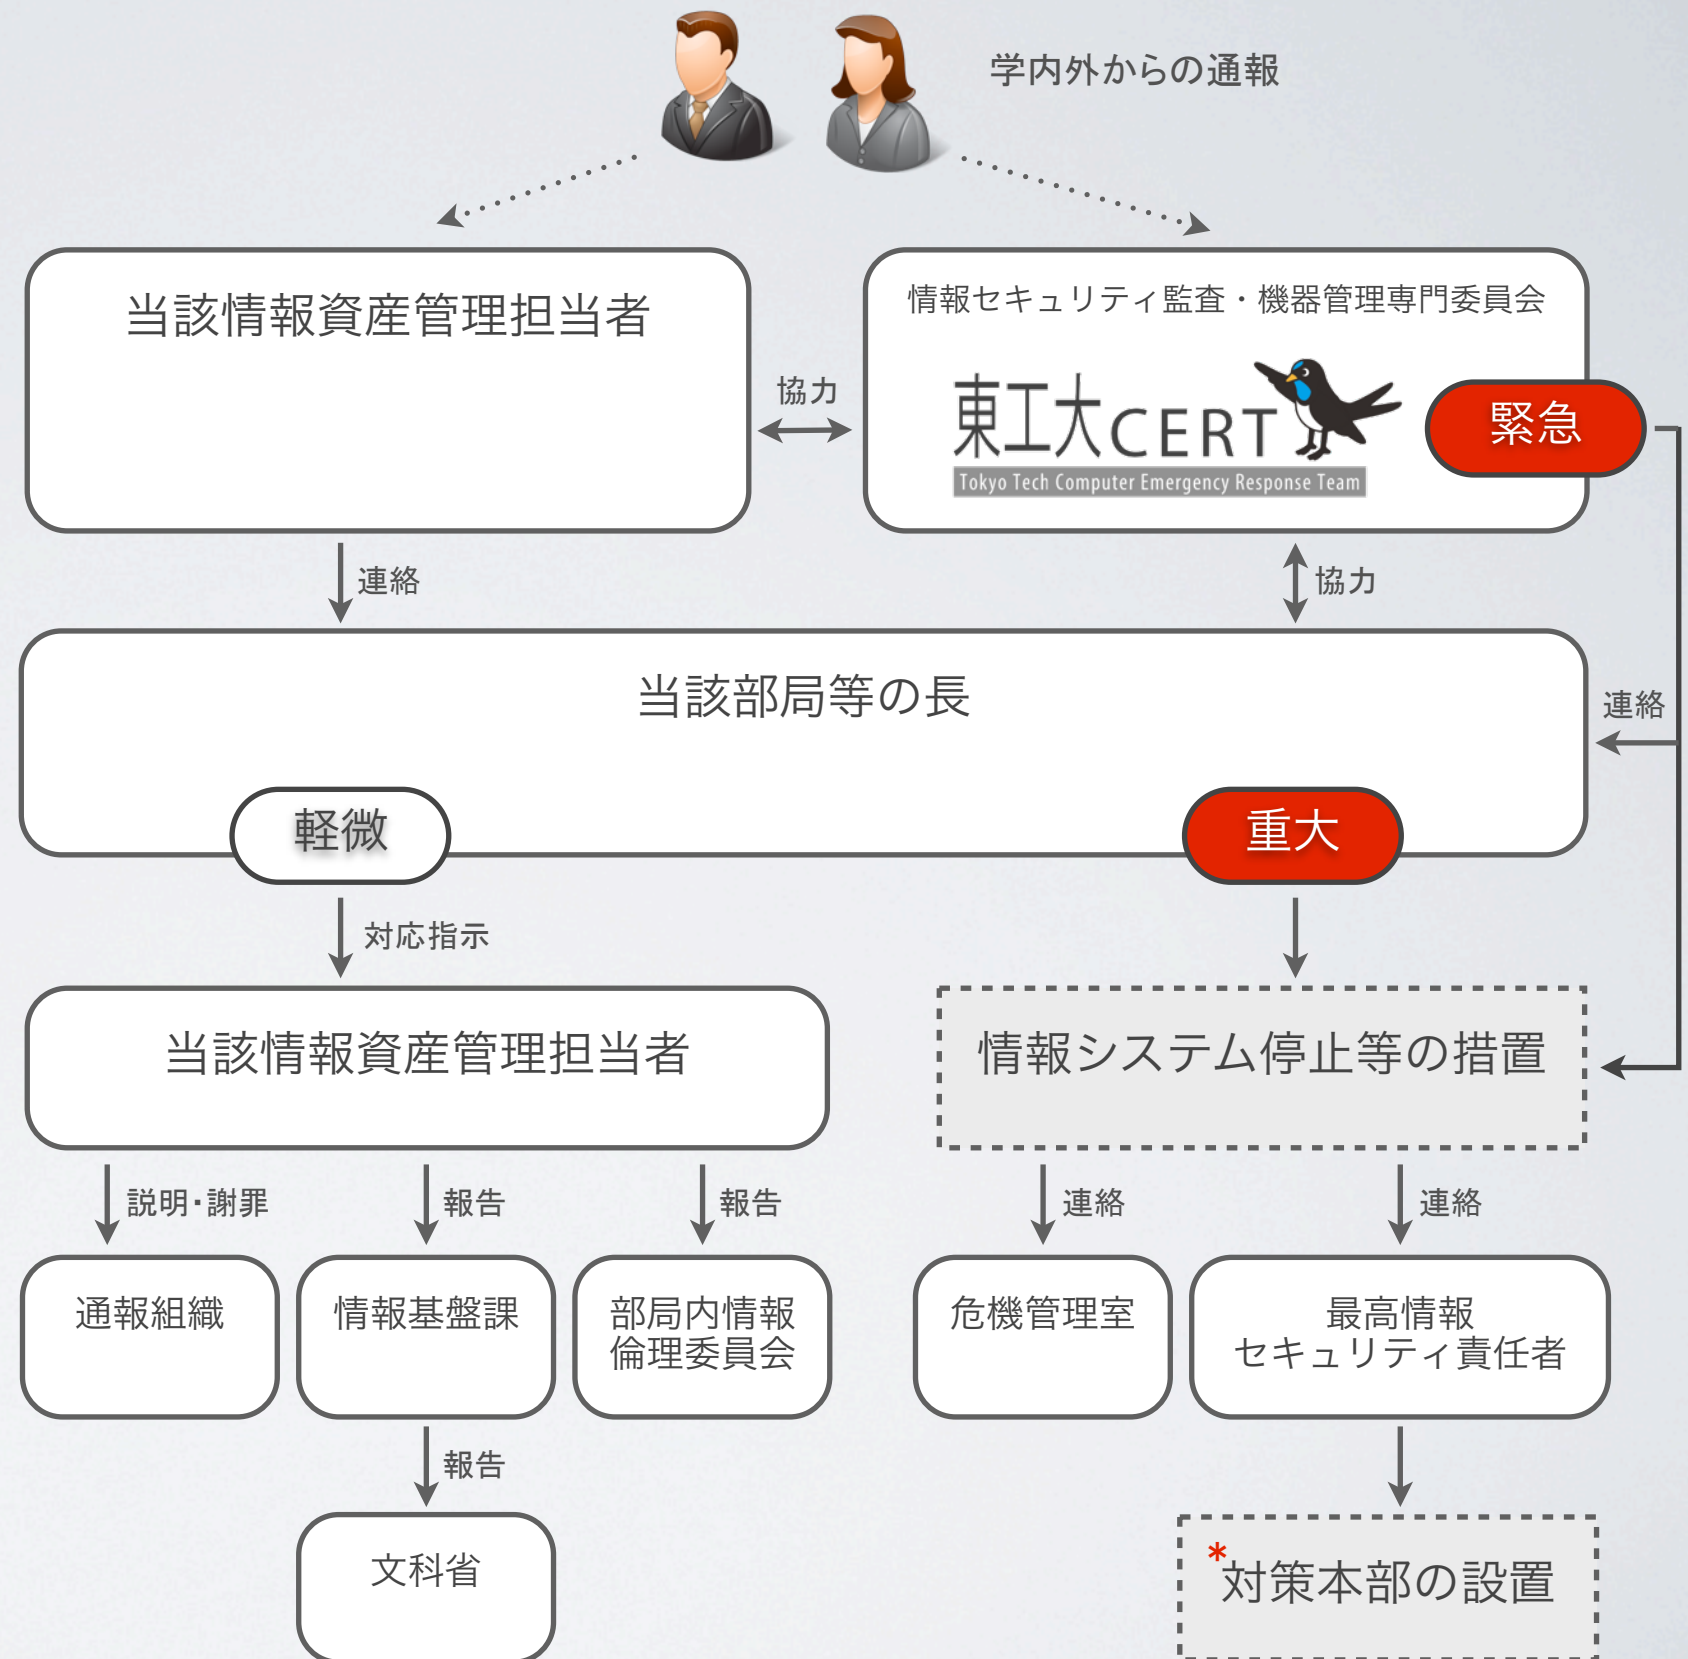 学内外からの通報
当該情報資産管理担当者
情報セキュリティ監査・機器管理専門委員会
協力
東工大CERT
Tokyo Tech Computer Emergency Response Team
緊急
連絡
協力
当該部局等の長
連絡
軽微
重大
対応指示
当該情報資産管理担当者
情報システム停止等の措置
説明・謝罪
報告
報告
連絡
連絡
通報組織
情報基盤課
部局内情報
倫理委員会
危機管理室
最高情報
セキュリティ責任者
報告
文科省
*対策本部の設置